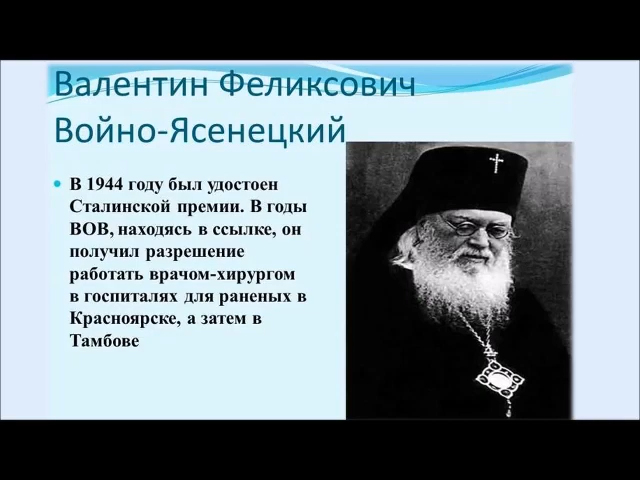 Валентин Феликсович
Войно-Ясенецкий
В 1944 году был удостоен
Сталинской премии. В годы
ВОВ, находясь в ссылке, он
получил разрешение
работать врачом-хирургом
в госпиталях для раненых в
Красноярске, а затем в
Тамбове